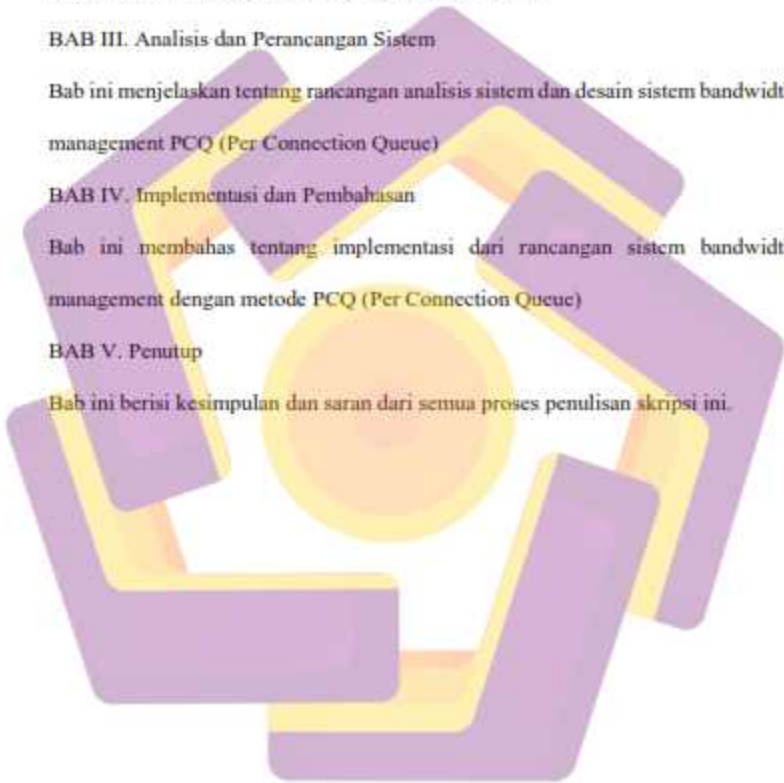 BAB III. Analisis dan Perancangan Sistem
Bab ini menjelaskan tentang rancangan analisis sistem dan desain sistem bandwidt
management PCQ (Per Connection Queue)
BAB IV. Implementasi dan Pembahasan
Bab ini membahas tentang implementasi dari rancangan sistem bandwidt
management dengan metode PCQ (Per Connection Queue)
BAB V. Penutup
Bab ini berisi kesimpulan dan saran dari semua proses penulisan skripsi ini.